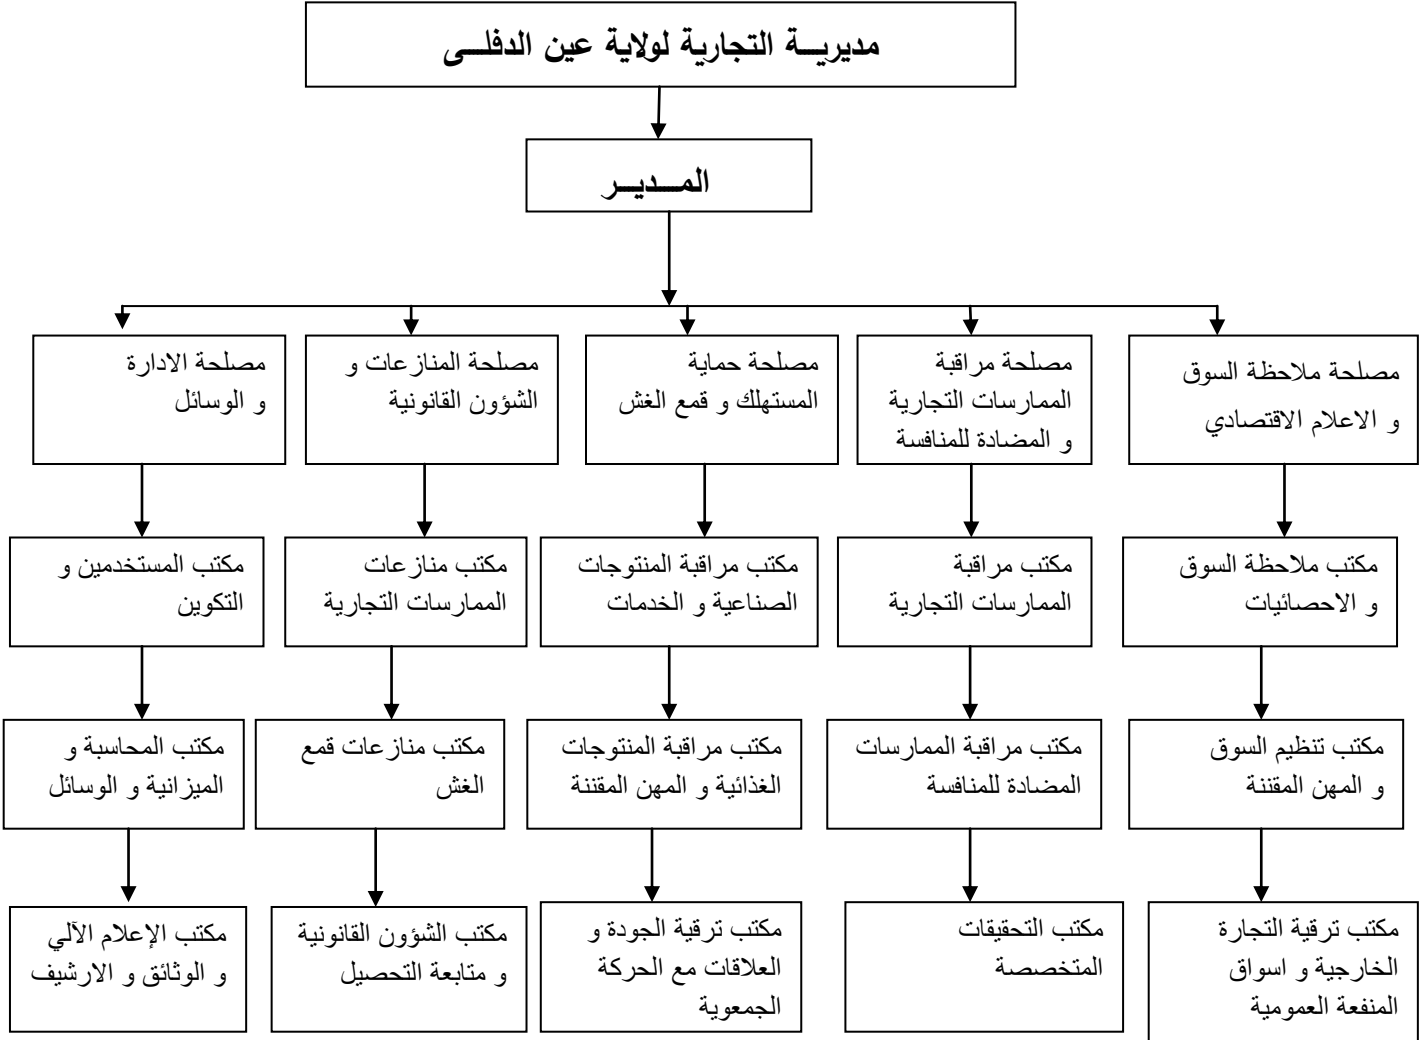 مديريـــة التجارية لولاية عين الدفلـــى
المـــديـــر
مصلحة ملاحظة السوق
و الاعلام الاقتصادي
مصلحة مراقبة
الممارسات التجارية
و المضادة للمنافسة
مصلحة حماية
المستهلك و قمع الغش
مصلحة المنازعات و
الشؤون القانونية
مصلحة الادارة
و الوسائل
مكتب ملاحظة السوق
و الاحصائيات
مكتب مراقبة
الممارسات التجارية
مكتب مراقبة المنتوجات
الصناعية و الخدمات
مكتب منازعات
الممارسات التجارية
مكتب المستخدمين و
التكوين
مكتب تنظيم السوق
و المهن المقننة
مكتب مراقبة الممارسات
المضادة للمنافسة
مكتب مراقبة المنتوجات
الغذائية و المهن المقننة
مكتب منازعات قمع
الغش
مكتب المحاسبة و
الميزانية و الوسائل
مكتب ترقية التجارة
الخارجية و اسواق
المنفعة العمومية
مكتب التحقيقات
المتخصصة
مكتب ترقية الجودة و
العلاقات مع الحركة
الجمعوية
مكتب الشؤون القانونية
و متابعة التحصيل
مكتب الإعلام الآلي
و الوثائق و الارشيف